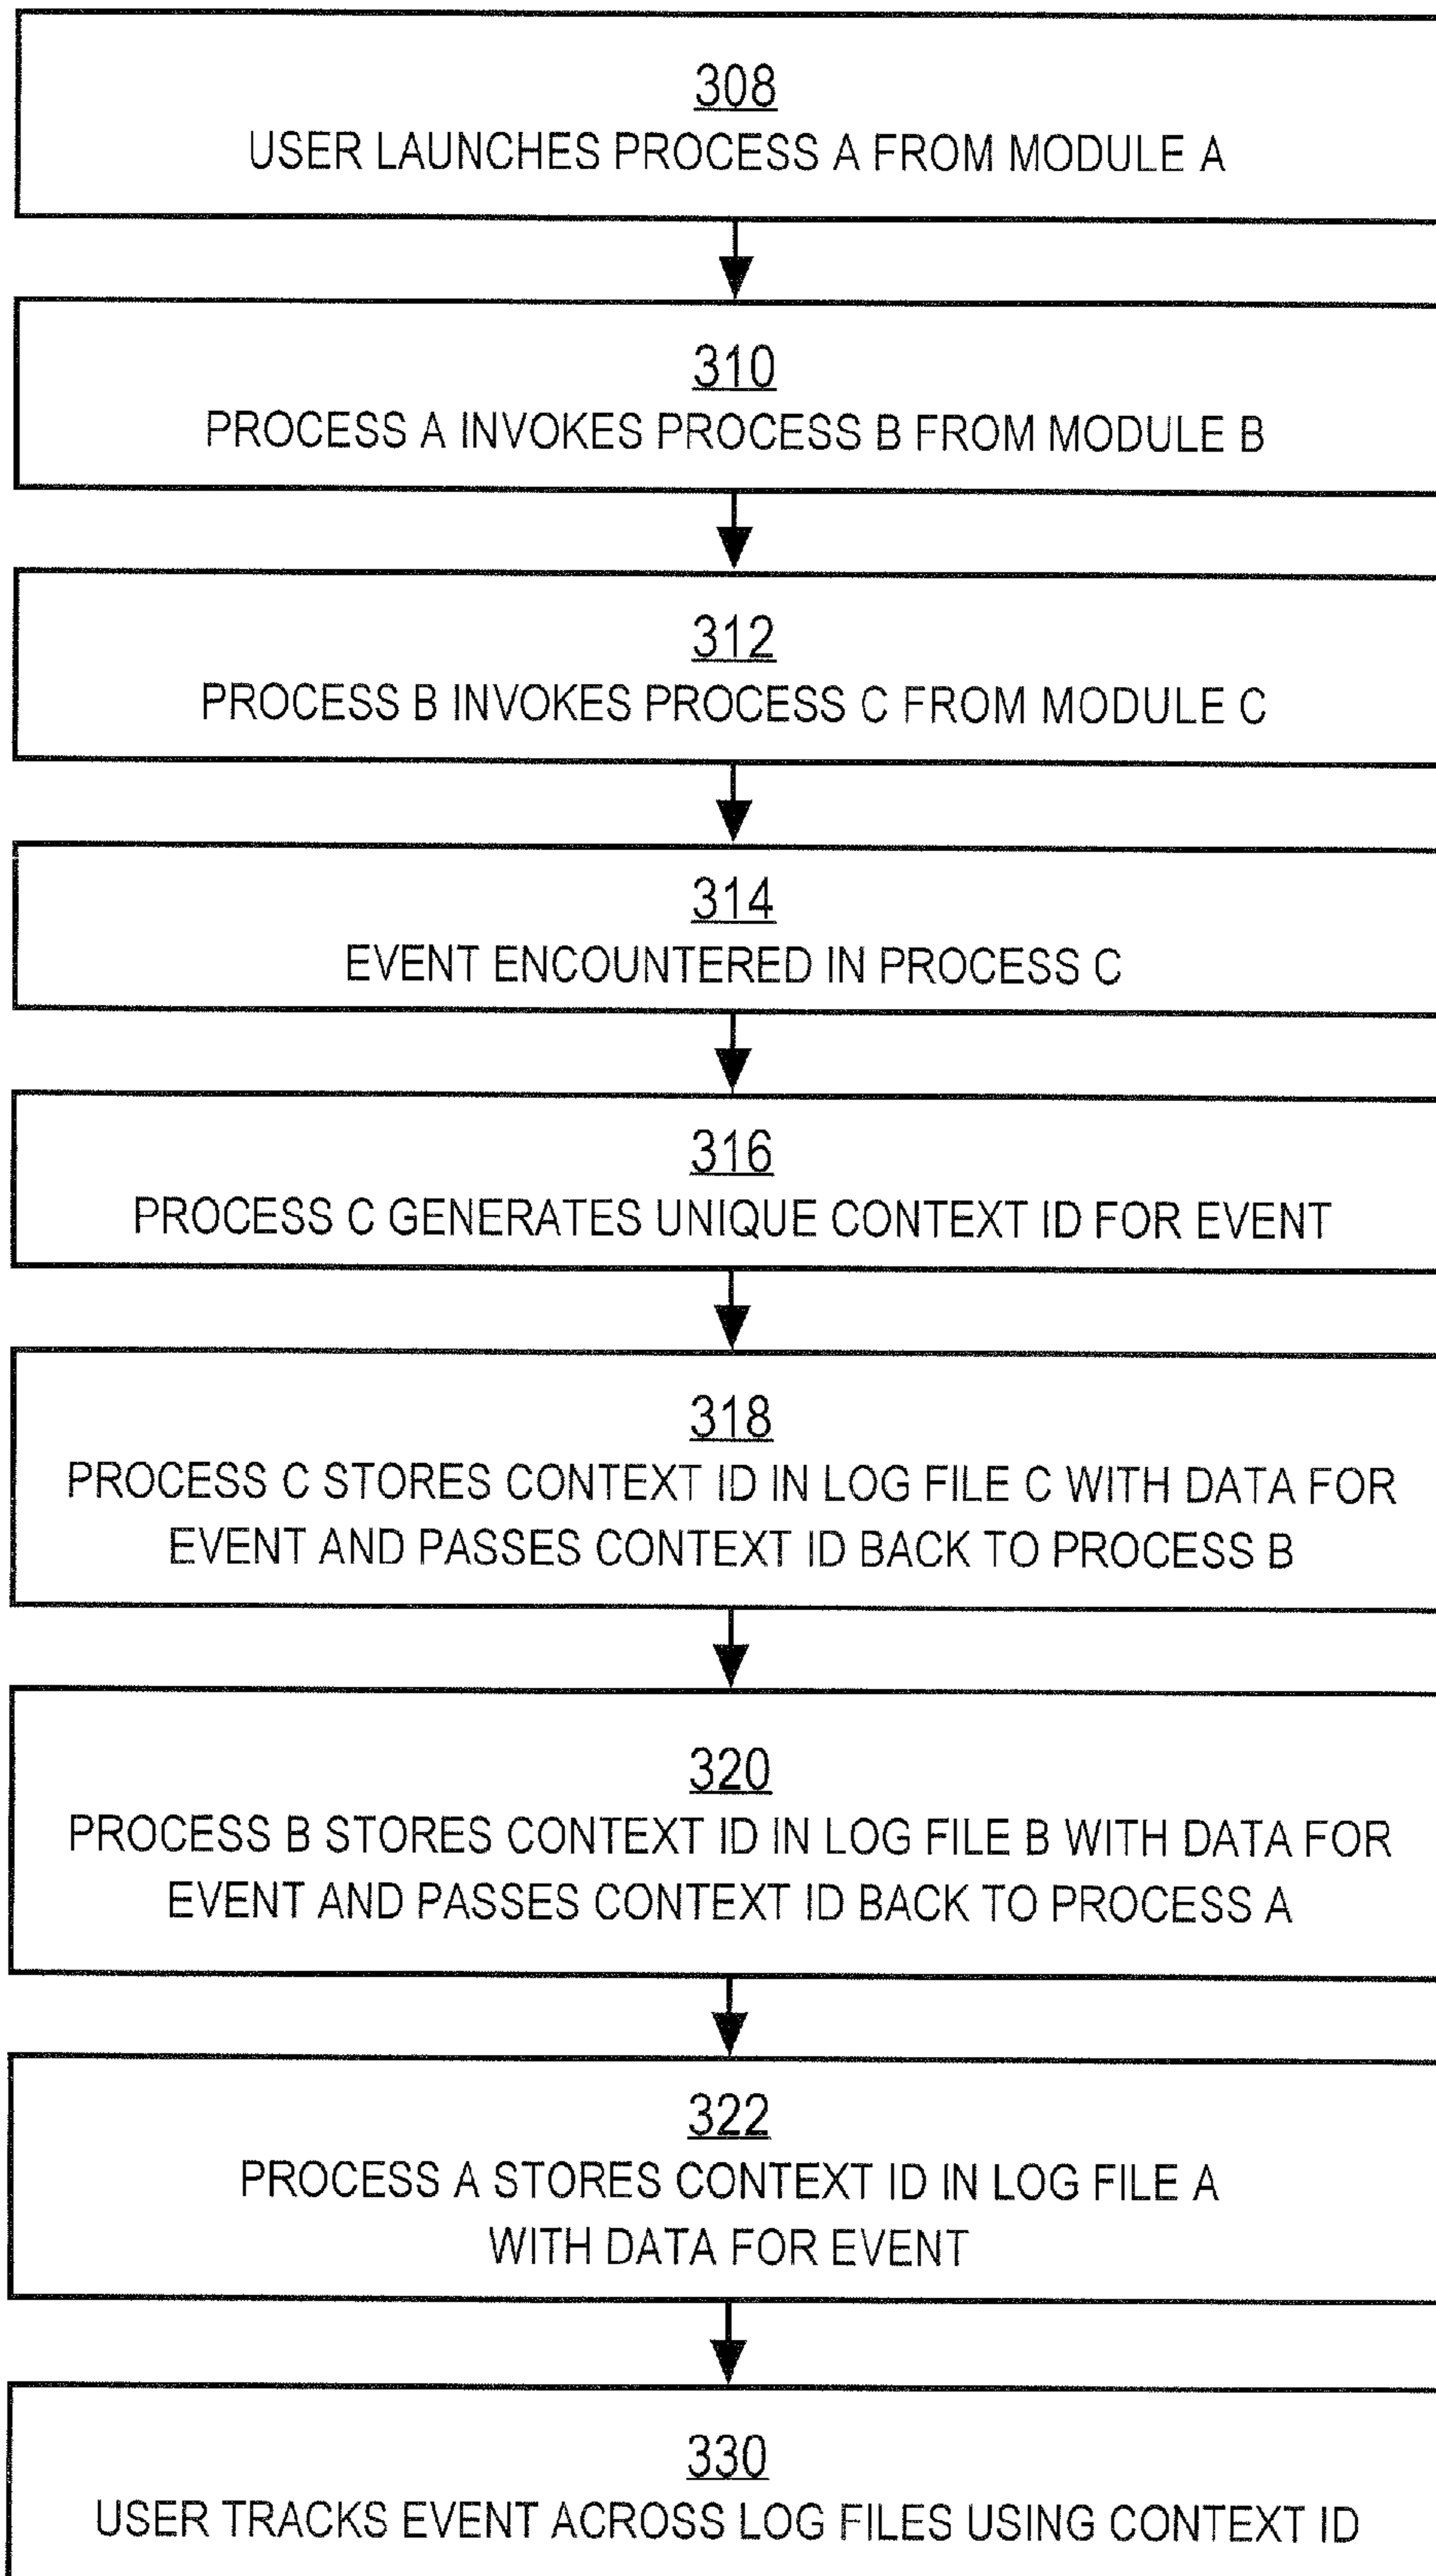 308
USER LAUNCHES PROCESS A FROM MODULE A
310
PROCESS A INVOKES PROCESS B FROM MODULE B
312
PROCESS B INVOKES PROCESS C FROM MODULE C
314
EVENT ENCOUNTERED IN PROCESS C
316
PROCESS C GENERATES UNIQUE CONTEXT ID FOR EVENT
318
PROCESS C STORES CONTEXT ID IN LOG FILE C WITH DATA FOR
EVENT AND PASSES CONTEXT ID BACK TO PROCESS B
320
PROCESS B STORES CONTEXT ID IN LOG FILE B WITH DATA FOR
EVENT AND PASSES CONTEXT ID BACK TO PROCESS A
322
PROCESS A STORES CONTEXT ID IN LOG FILE A
WITH DATA FOR EVENT
330
USER TRACKS EVENT ACROSS LOG FILES USING CONTEXT ID